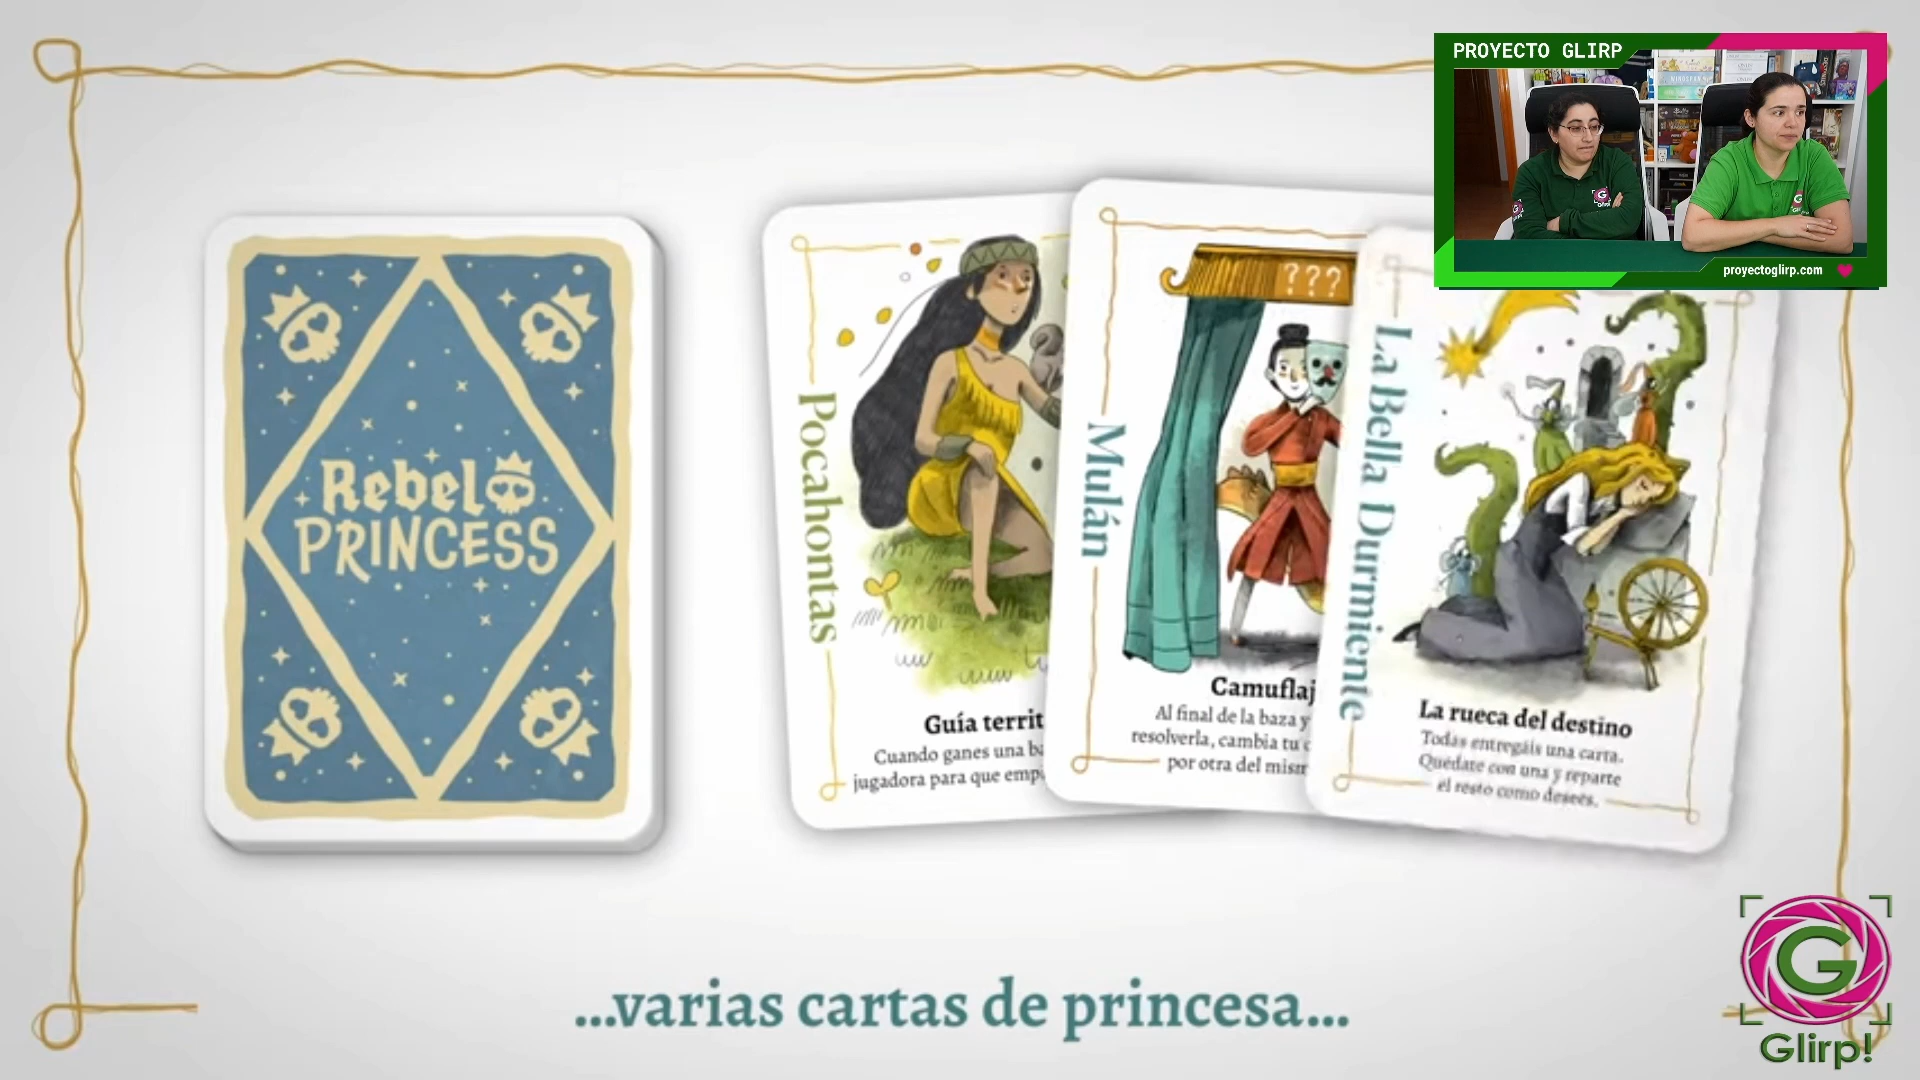 PROYECTO GLIRP
proyectoglirp.com
Rebel
PRINCESS
Pocahontas
Guía territ
Cuando ganes una ba
jugadora para que emp
???
Mulán
Camuflaj
Al final de la baza y
resolverla, cambia tu c
por otra del mism
La Bella Durmiente
La rueca del destino
Todas entregáis una carta.
Quédate con una y reparte
el resto como desees.
...varias cartas de princesa...
G
Glirp!